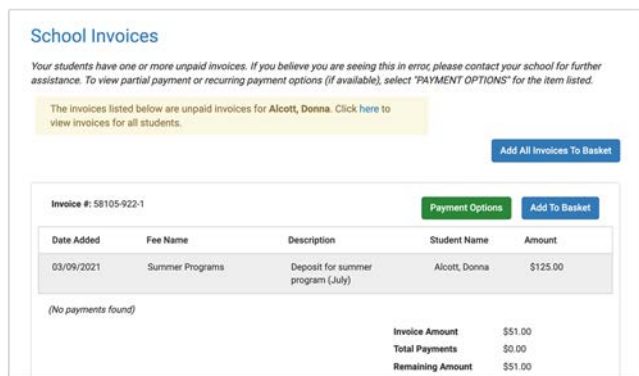 School Invoices
Your students have one or more unpaid invoices. If you believe you are seeing this in error, please contact your school for further
assistance. To view partial payment or recurring payment options (if available), select "PAYMENT OPTIONS" for the item listed.
The invoices listed below are unpaid invoices for Alcott, Donna. Click here to
view invoices for all students.
Add All Invoices To Basket
Invoice #: 58105-922-1
Payment Options
Add To Basket
Date Added Fee Name Description Student Name Amount
03/09/2021 Summer Programs Deposit for summer Alcott, Donna $125.00
program (July)
(No payments found)
Invoice Amount $51.00
Total Payments $0.00
Remaining Amount $51.00